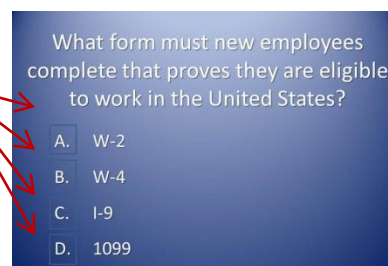 What form must new employees
complete that proves they are eligible
to work in the United States?
A. W-2
B. W-4
C. I-9
D. 1099